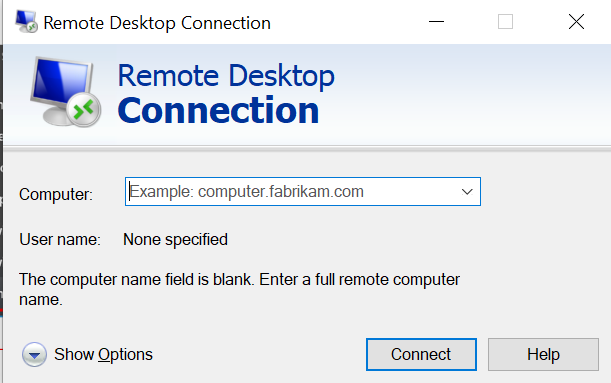 Remote Desktop Connection
Remote Desktop
Connection
Computer:
Example: computer.fabrikam.com
User name:
None specified
The computer name field is blank. Enter a full remote computer
name.
Show Options
Connect
Help